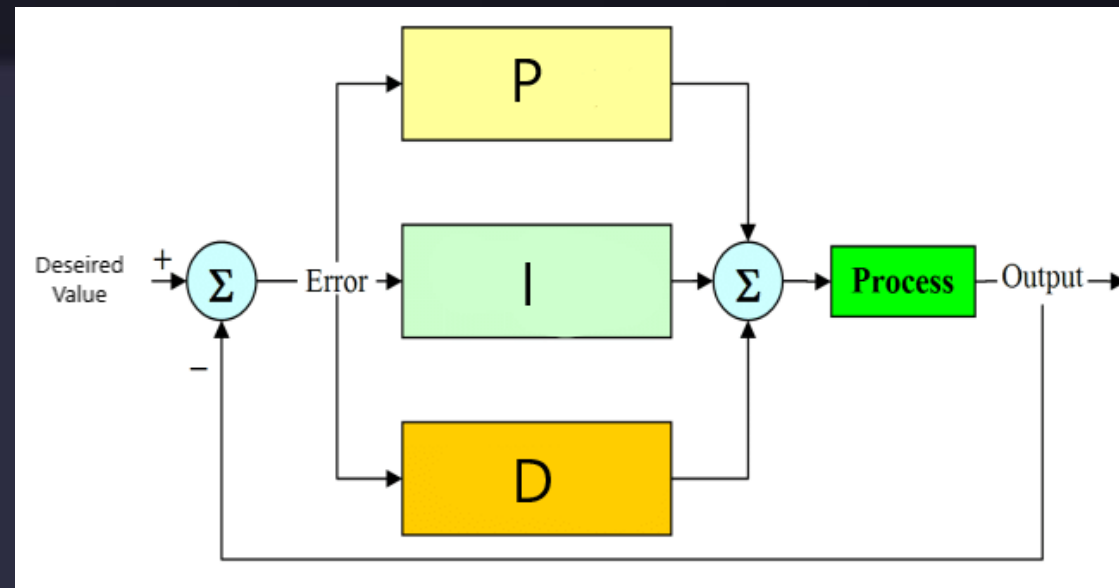 P
Deseired
Value
+
Σ
Error
I
Σ
Process
Output
−
D